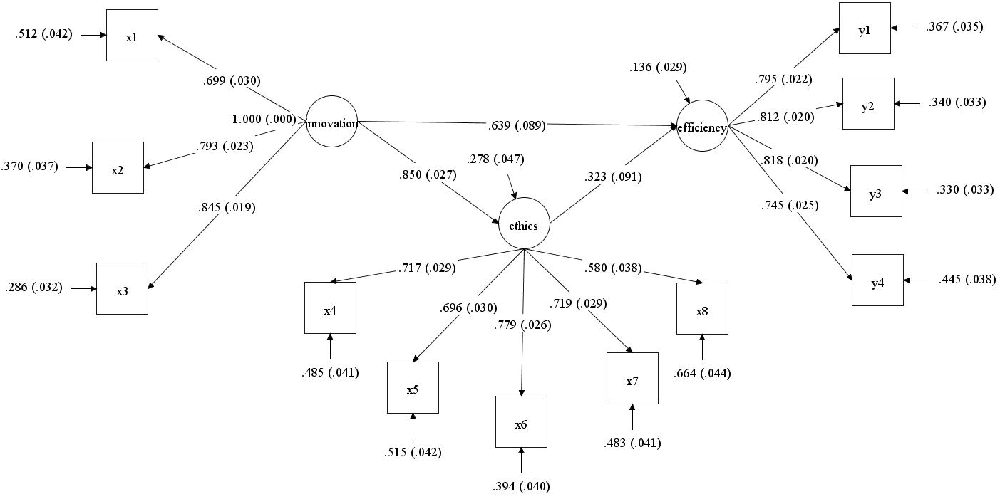 .512 (.042)
x1
y1
.367 (.035)
.136 (.029)
.699 (.030)
.795 (.022)
y2
.340 (.033)
1.000 (.000)
innovation
.639 (.089)
efficiency
.812 (.020)
.793 (.023)
.370 (.037)
x2
.850 (.027)
.278 (.047)
.323 (.091)
.818 (.020)
y3
.330 (.033)
.845 (.019)
.745 (.025)
ethics
.286 (.032)
x3
.717 (.029)
.580 (.038)
y4
.445 (.038)
x4
.696 (.030)
.779 (.026)
.719 (.029)
x8
.485 (.041)
.664 (.044)
x5
x7
x6
.515 (.042)
.483 (.041)
.394 (.040)